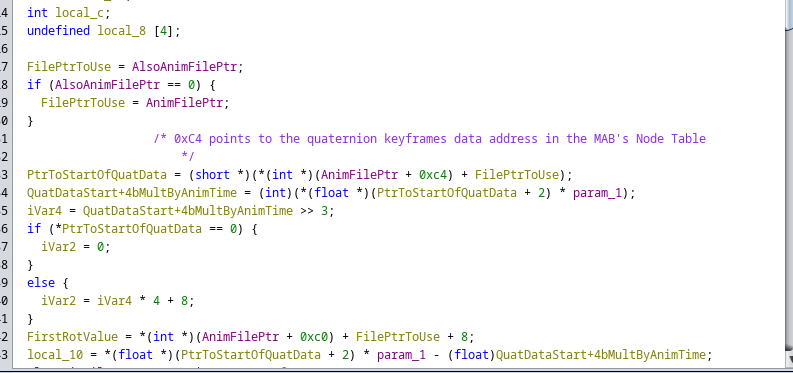 4 int local_c;
5 undefined local_8 [4];
6
7 FilePtrToUse = AlsoAnimFilePtr;
8 if (AlsoAnimFilePtr == 0) {
9 FilePtrToUse = AnimFilePtr;
0 }
1 /* 0xC4 points to the quaternion keyframes data address in the MAB's Node Table
2 */
3 PtrToStartOfQuatData = (short *)(*(int *)(AnimFilePtr + 0xc4) + FilePtrToUse);
4 QuatDataStart+4bMultByAnimTime = (int)(*(float *)(PtrToStartOfQuatData + 2) * param_1);
5 iVar4 = QuatDataStart+4bMultByAnimTime >> 3;
6 if (*PtrToStartOfQuatData == 0) {
7 iVar2 = 0;
8 }
9 else {
0 iVar2 = iVar4 * 4 + 8;
1 }
2 FirstRotValue = *(int *)(AnimFilePtr + 0xc0) + FilePtrToUse + 8;
3 local_10 = *(float *)(PtrToStartOfQuatData + 2) * param_1 - (float)QuatDataStart+4bMultByAnimTime;